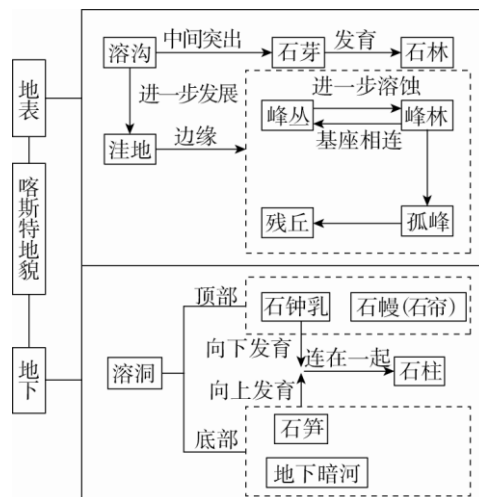 溶沟
中间突出
石芽
发育
石林
地表
进一步发展
进一步溶蚀
峰丛
峰林
基座相连
洼地
边缘
喀斯特地貌
残丘
孤峰
顶部
石钟乳
石幔(石帘)
地下
溶洞
向下发育
连在一起
石柱
向上发育
底部
石笋
地下暗河